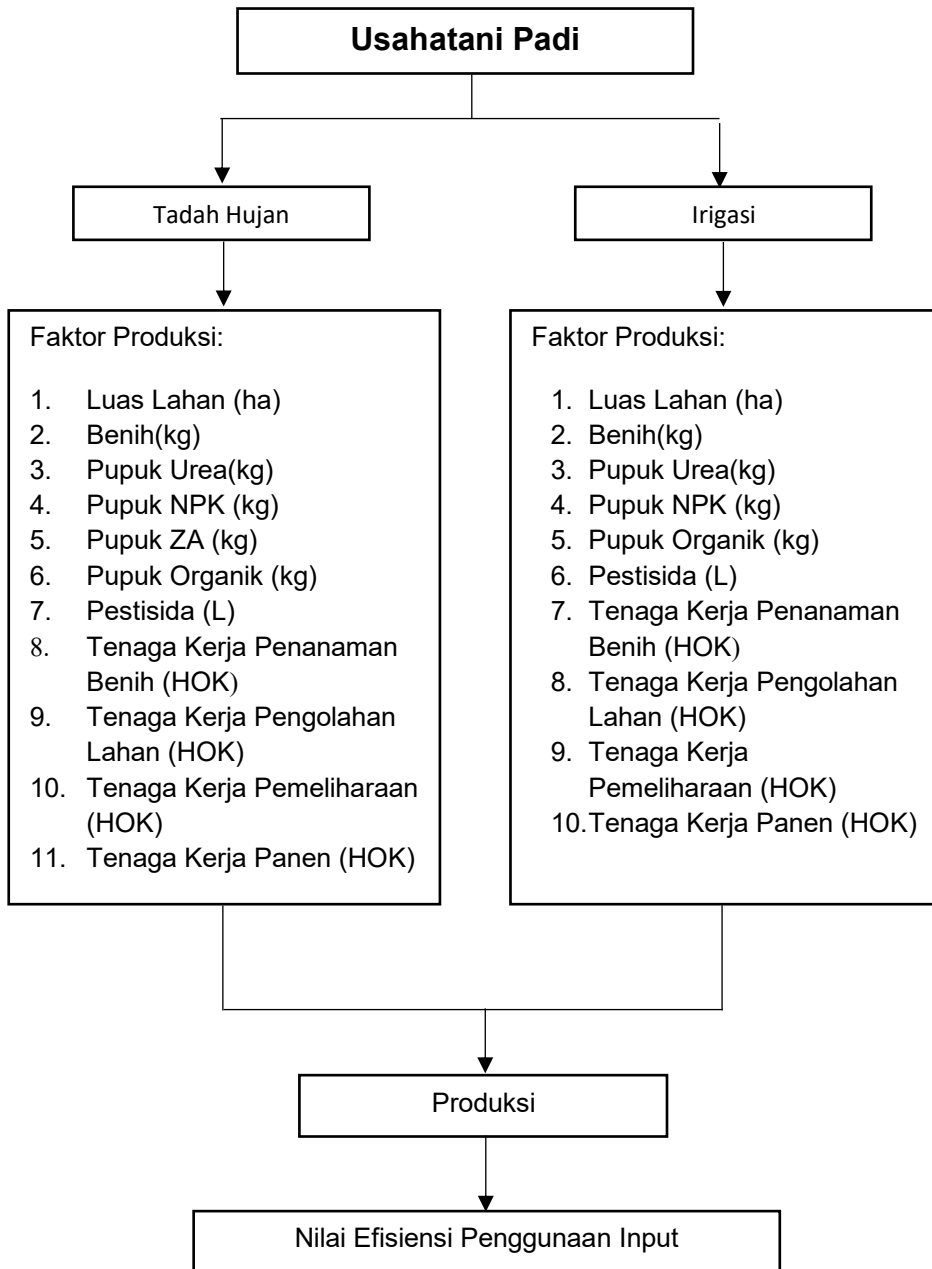 Usahatani Padi
Tadah Hujan
Irigasi
Faktor Produksi:
1. Luas Lahan (ha)
2. Benih(kg)
3. Pupuk Urea(kg)
4. Pupuk NPK (kg)
5. Pupuk ZA (kg)
6. Pupuk Organik (kg)
7. Pestisida (L)
8. Tenaga Kerja Penanaman
Benih (HOK)
9. Tenaga Kerja Pengolahan
Lahan (HOK)
10. Tenaga Kerja Pemeliharaan
(HOK)
11. Tenaga Kerja Panen (HOK)
Faktor Produksi:
1. Luas Lahan (ha)
2. Benih(kg)
3. Pupuk Urea(kg)
4. Pupuk NPK (kg)
5. Pupuk Organik (kg)
6. Pestisida (L)
7. Tenaga Kerja Penanaman
Benih (HOK)
8. Tenaga Kerja Pengolahan
Lahan (HOK)
9. Tenaga Kerja
Pemeliharaan (HOK)
10.Tenaga Kerja Panen (HOK)
Produksi
Nilai Efisiensi Penggunaan Input